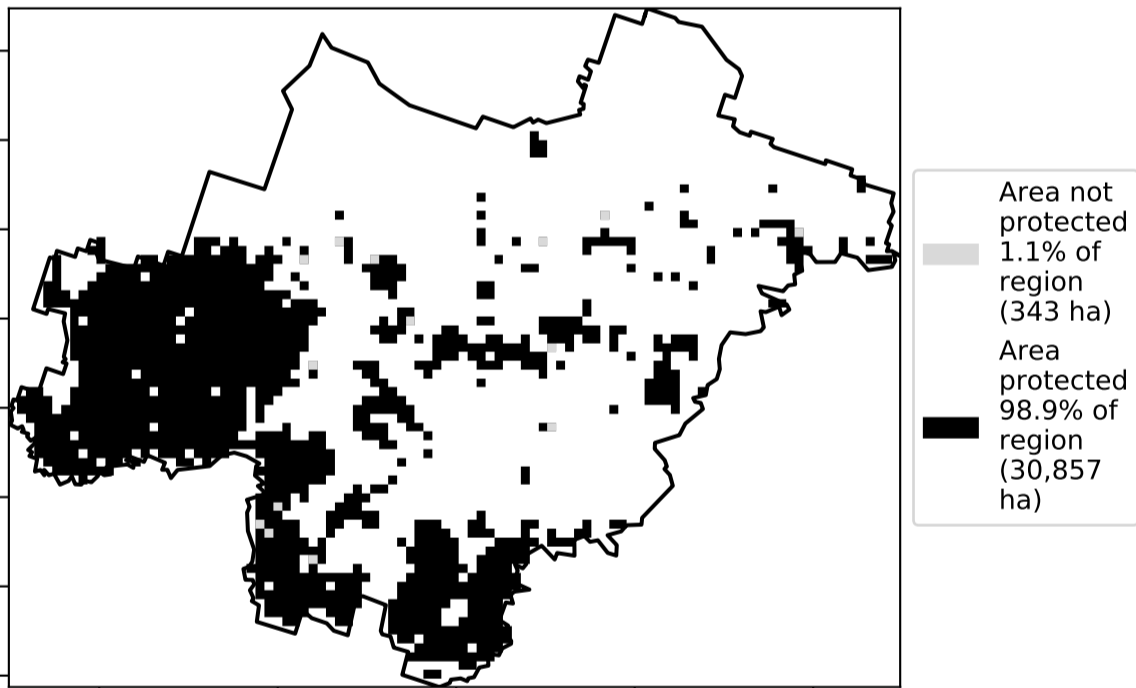 Area not
protected
1.1% of
region
(343 ha)
Area
protected
98.9% of
region
(30,857
ha)